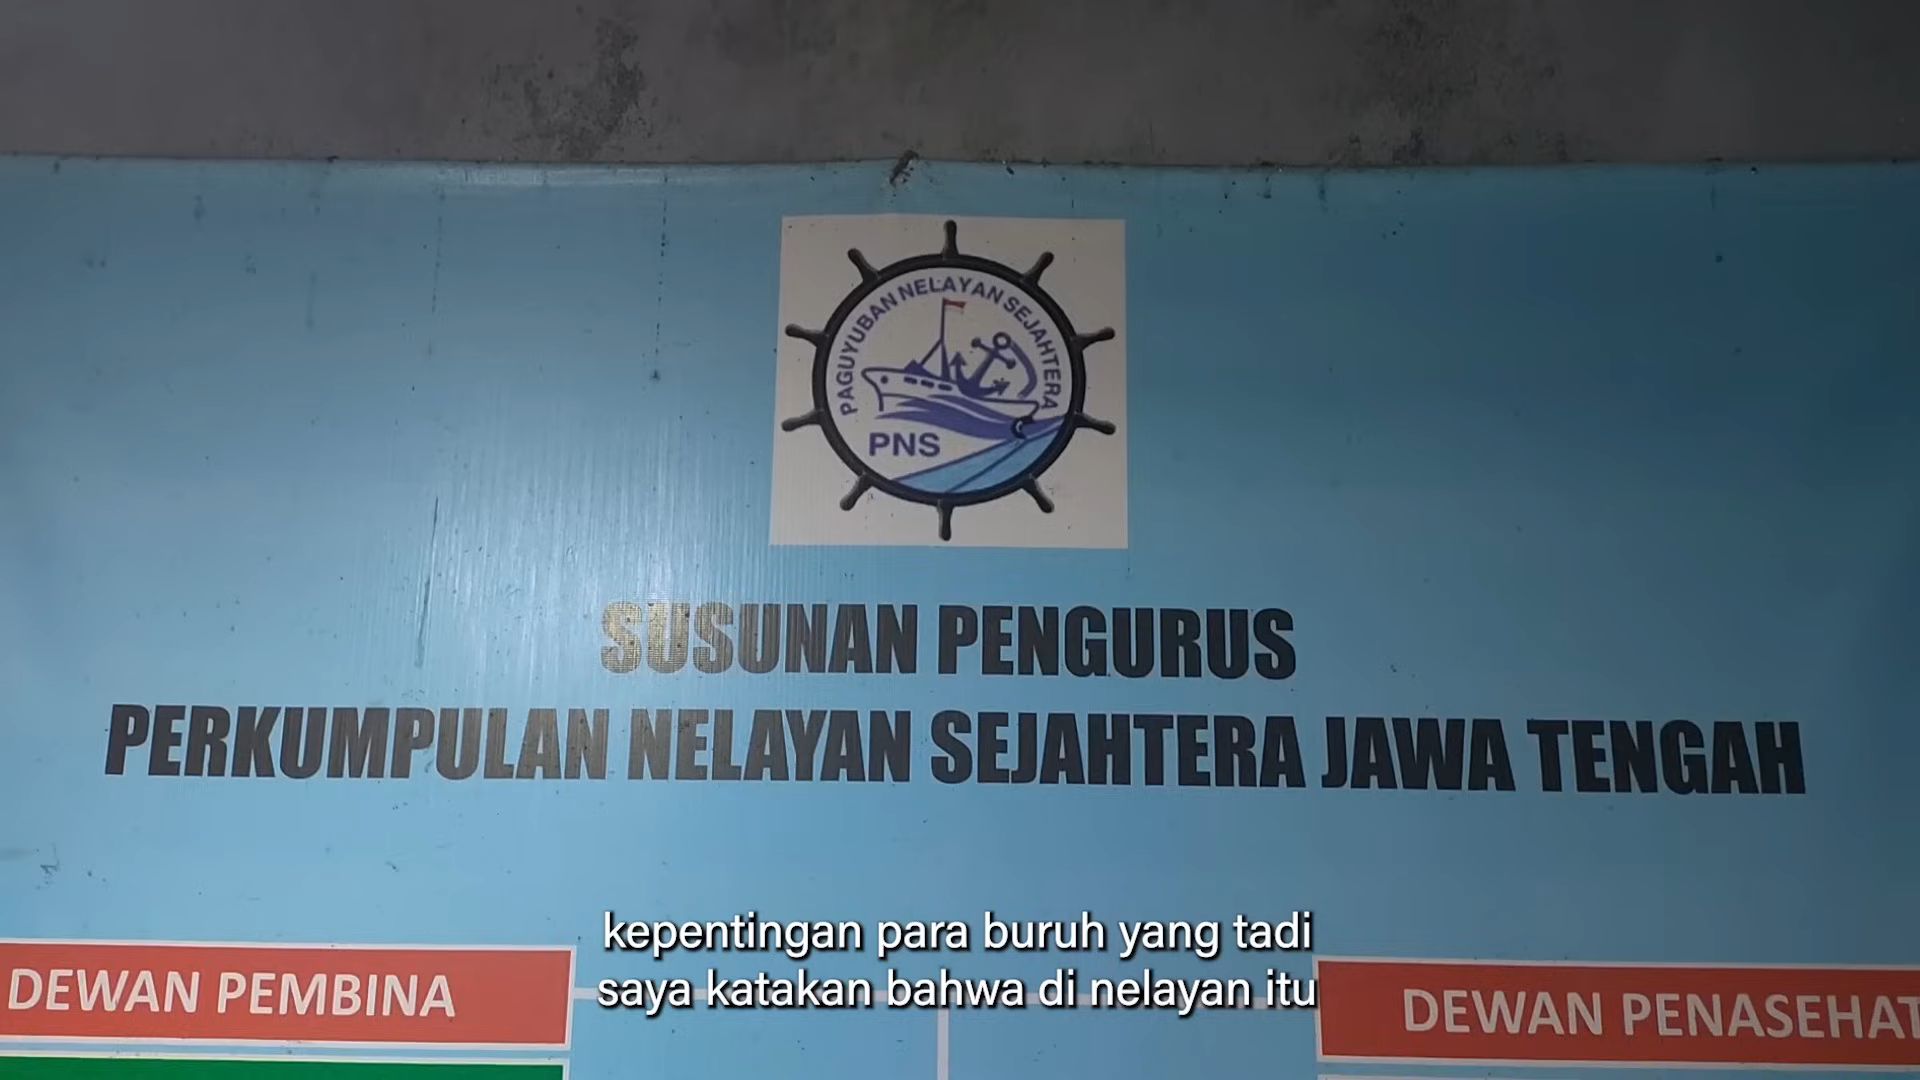 PAGUYUBAN NELAYAN SEJAHTERA
PNS
SUSUNAN PENGURUS
PERKUMPULAN NELAYAN SEJAHTERA JAWA TENGAH
DEWAN PEMBINA
DEWAN PENASEHAT
kepentingan para buruh yang tadi
saya katakan bahwa di nelayan itu